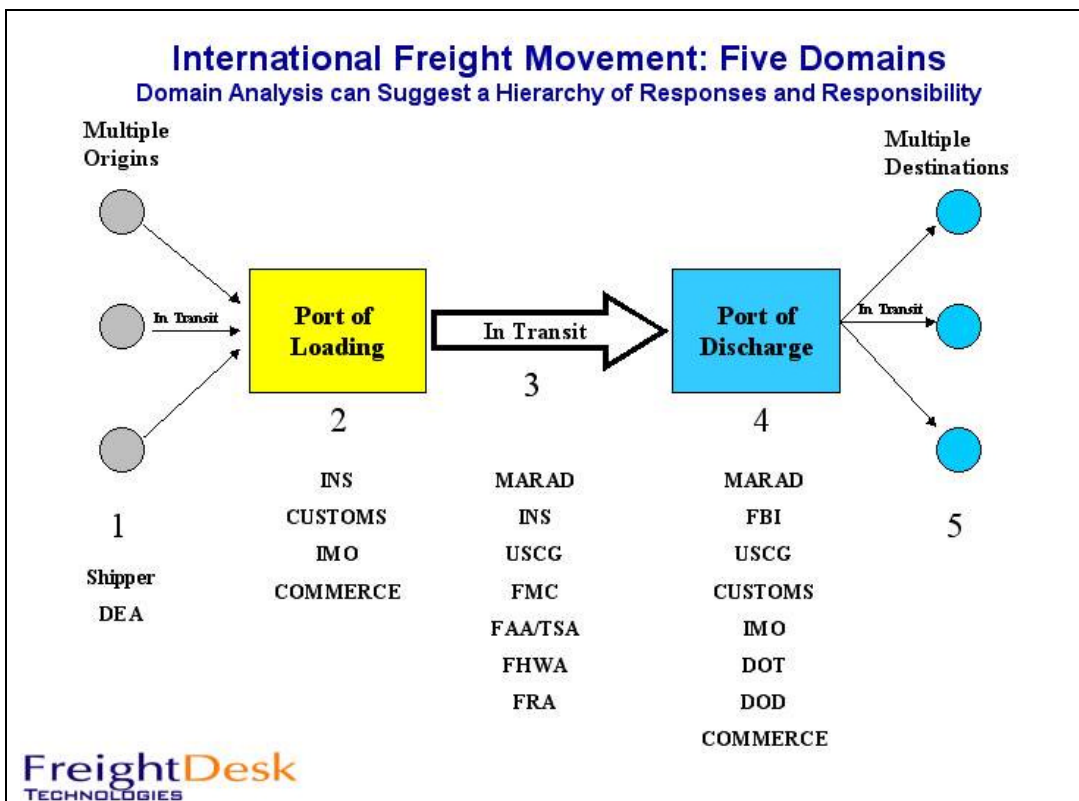 International Freight Movement: Five Domains
Domain Analysis can Suggest a Hierarchy of Responses and Responsibility
Multiple
Origins
Multiple
Destinations
In Transit
Port of
Loading
In Transit
Port of
Discharge
In Transit
1
2
3
4
5
Shipper
DEA
INS
CUSTOMS
IMO
COMMERCE
MARAD
INS
USCG
FMC
FAA/TSA
FHWA
FRA
MARAD
FBI
USCG
CUSTOMS
IMO
DOT
DOD
COMMERCE
FreightDesk
TECHNOLOGIES